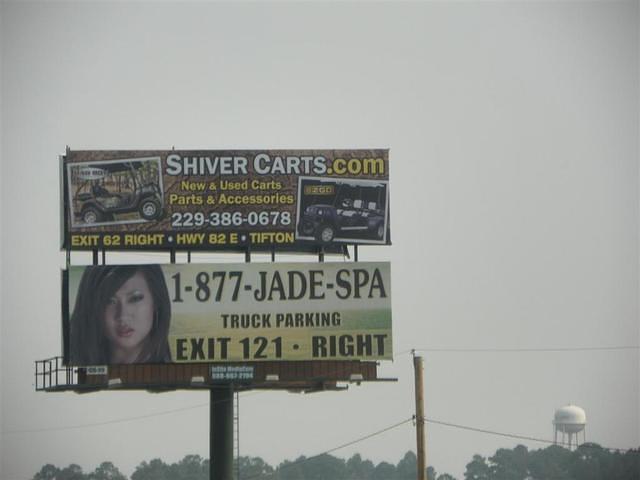 SHIVER CARTS.com
New & Used Carts
Parts & Accessories
229-386-0678
EXIT 62 RIGHT • HWY 82 E • TIFTON
1-877-JADE-SPA
TRUCK PARKING
EXIT 121 • RIGHT